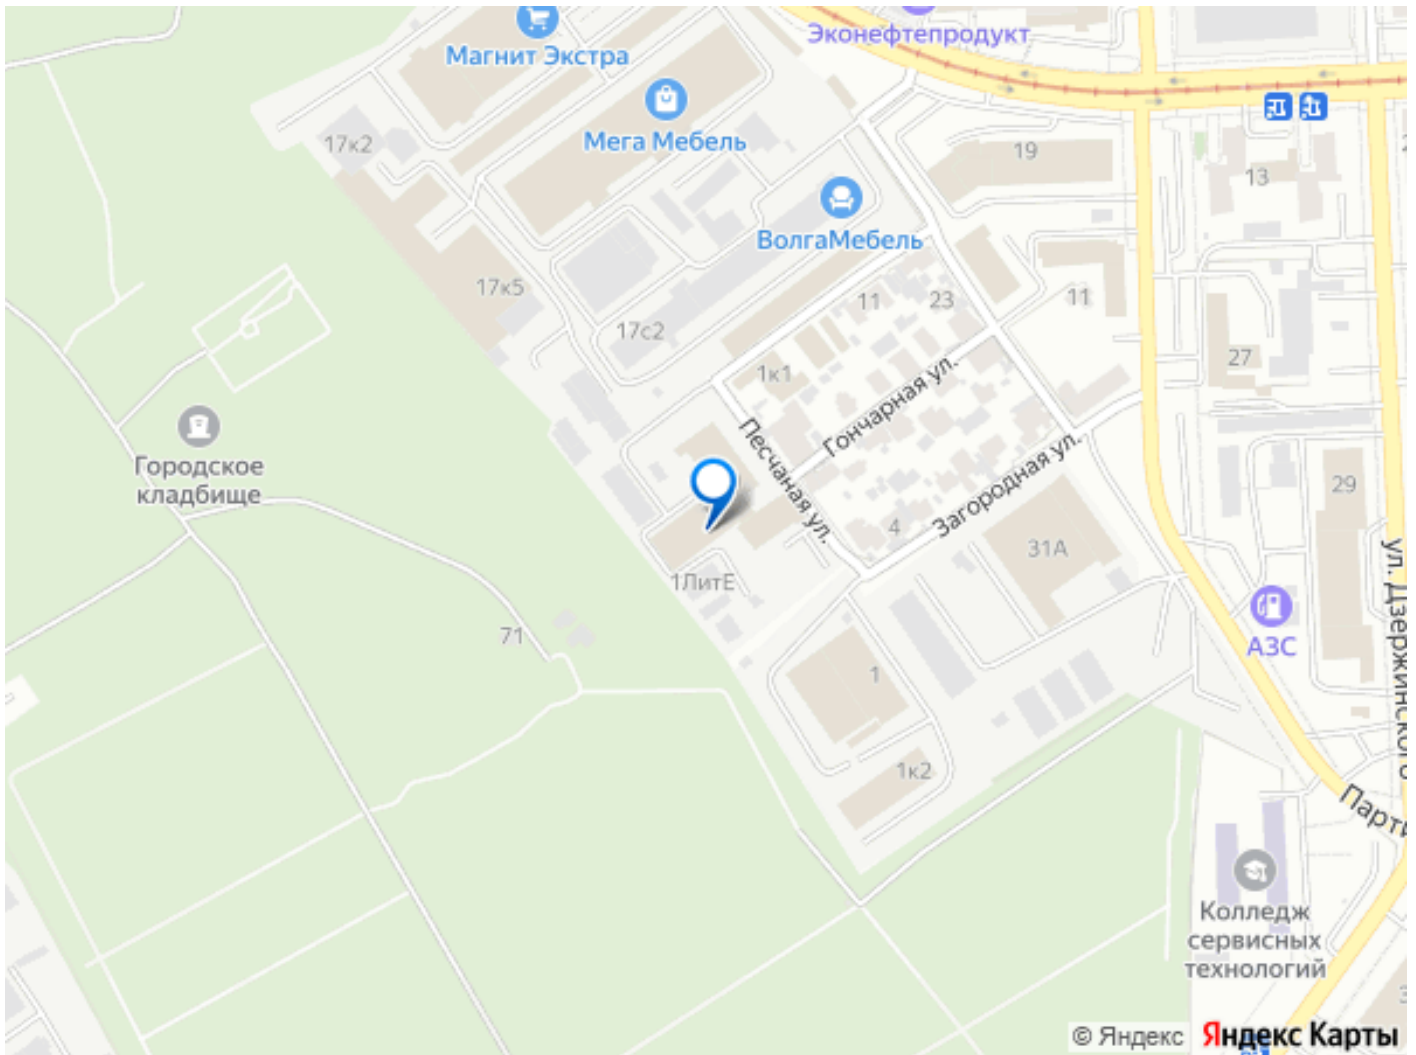 Эконефтепродукт
Магнит Экстра
Мега Мебель
17к2
19
13
ВолгаМебель
17к5
11
23
11
17с2
27
1к1
Гончарная ул.
Песчаная ул.
Загородная ул.
Городское
кладбище
29
4
31А
ул. Дзержинского
1ЛитЕ
71
АЗС
1
1к2
Парти
Колледж
сервисных
технологий
© Яндекс
Яндекс Карты